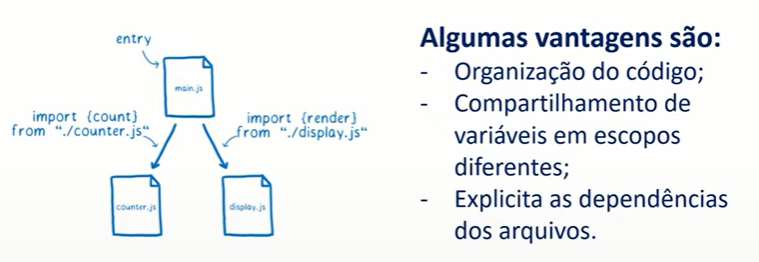 entry
main.js
import {count}
from "./counter.js"
import {render}
from "./display.js"
counter.js
display.js
Algumas vantagens são:
- Organização do código;
- Compartilhamento de
variáveis em escopos
diferentes;
- Explicita as dependências
dos arquivos.